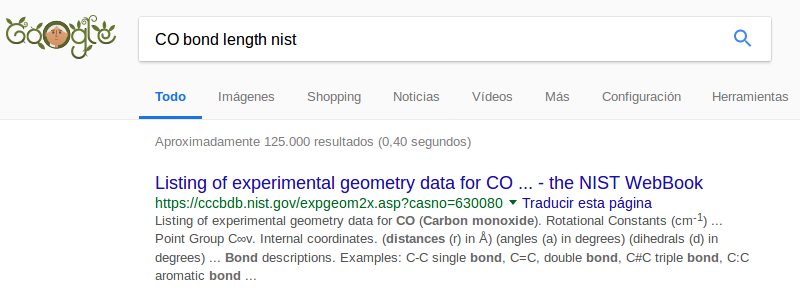 Google
CO bond length nist
Todo Imágenes Shopping Noticias Vídeos Más Configuración Herramientas
Aproximadamente 125.000 resultados (0,40 segundos)
Listing of experimental geometry data for CO ... - the NIST WebBook
https://cccbdb.nist.gov/expgeom2x.asp?casno=630080 Traducir esta página
Listing of experimental geometry data for CO (Carbon monoxide). Rotational Constants (cm-1) ...
Point Group C∞v. Internal coordinates. (distances (r) in Å) (angles (a) in degrees) (dihedrals (d) in
degrees) ... Bond descriptions. Examples: C-C single bond, C=C, double bond, C#C triple bond, C:C
aromatic bond ...